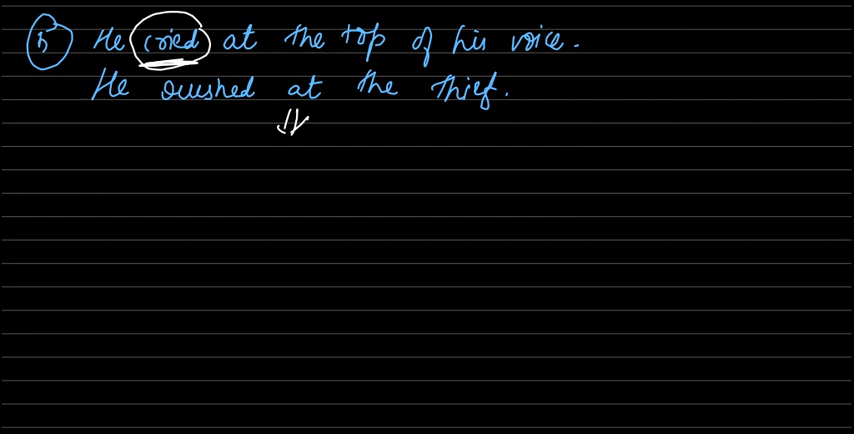 5 He cried at the top of his voice.
He rushed at the thief.